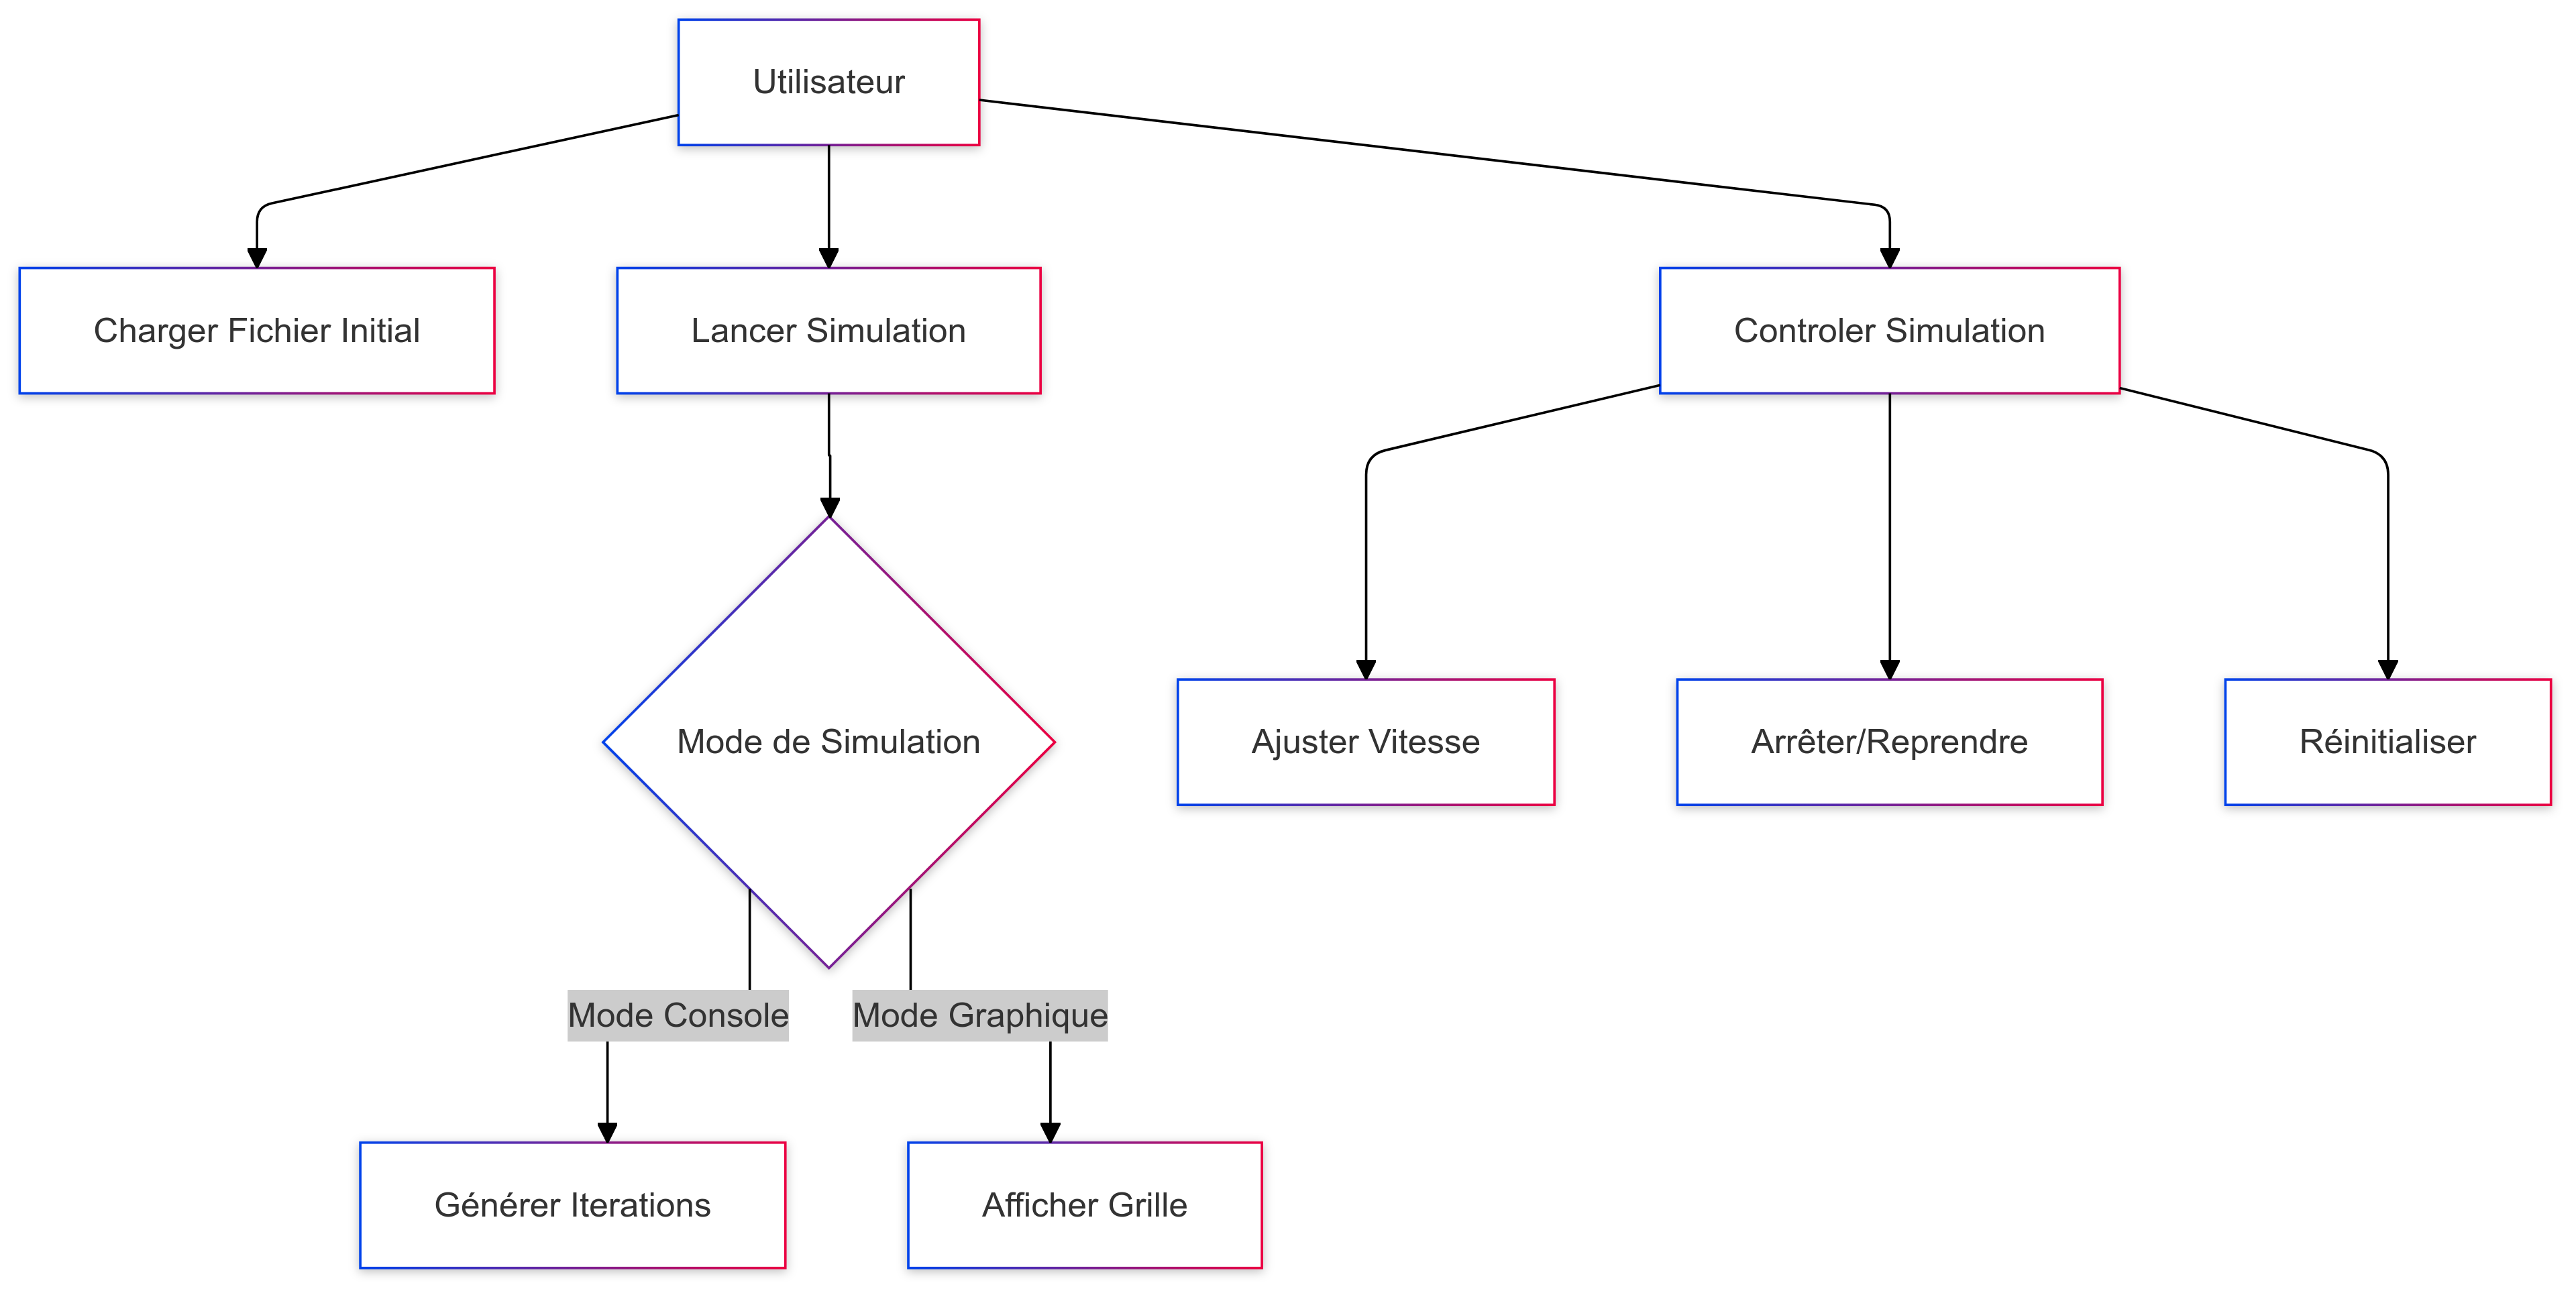 Utilisateur
Charger Fichier Initial
Lancer Simulation
Controler Simulation
Mode de Simulation
Ajuster Vitesse
Arrêter/Reprendre
Réinitialiser
Mode Console
Mode Graphique
Générer Iterations
Afficher Grille